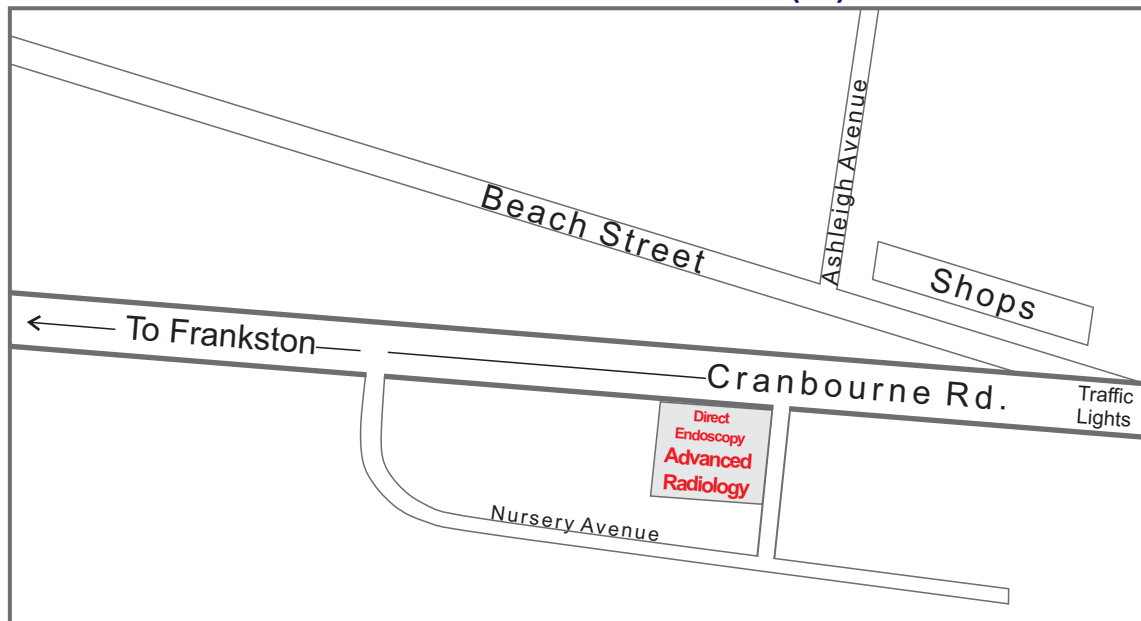 Ashleigh Avenue
Beach Street
Shops
To Frankston
Cranbourne Rd.
Traffic
Lights
Direct
Endoscopy
Advanced
Radiology
Nursery Avenue